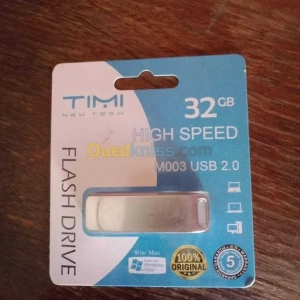 TIMI
NEW TECH
32GB
HIGH SPEED
Ouedkniss.com
M003 USB 2.0
FLASH DRIVE
Win/Mac
Windows
100%
ORIGINAL
5